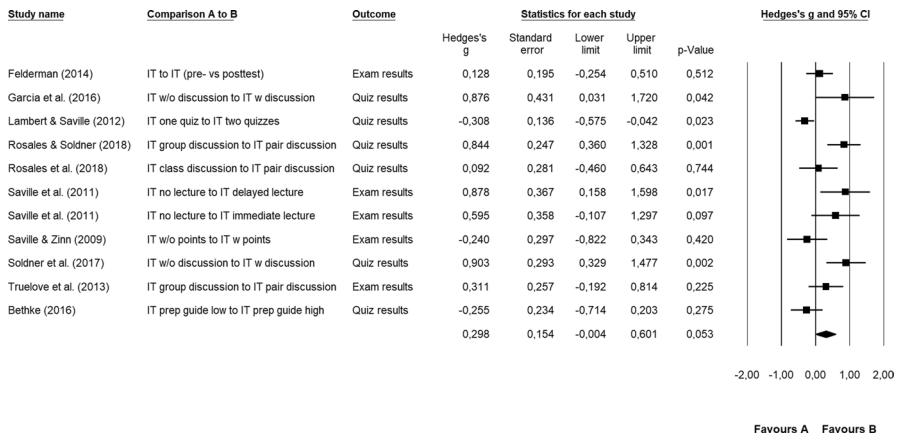 Study name Comparison A to B Outcome Statistics for each study Hedges's g and 95% CI
Hedges's g Standard error Lower limit Upper limit p-Value
Felderman (2014) IT to IT (pre- vs posttest) Exam results 0,128 0,195 -0,254 0,510 0,512
Garcia et al. (2016) IT w/o discussion to IT w discussion Quiz results 0,876 0,431 0,031 1,720 0,042
Lambert & Saville (2012) IT one quiz to IT two quizzes Quiz results -0,308 0,136 -0,575 -0,042 0,023
Rosales & Soldner (2018) IT group discussion to IT pair discussion Quiz results 0,844 0,247 0,360 1,328 0,001
Rosales et al. (2018) IT class discussion to IT pair discussion Quiz results 0,092 0,281 -0,460 0,643 0,744
Saville et al. (2011) IT no lecture to IT delayed lecture Exam results 0,878 0,367 0,158 1,598 0,017
Saville et al. (2011) IT no lecture to IT immediate lecture Exam results 0,595 0,358 -0,107 1,297 0,097
Saville & Zinn (2009) IT w/o points to IT w points Exam results -0,240 0,297 -0,822 0,343 0,420
Soldner et al. (2017) IT w/o discussion to IT w discussion Quiz results 0,903 0,293 0,329 1,477 0,002
Truelove et al. (2013) IT group discussion to IT pair discussion Exam results 0,311 0,257 -0,192 0,814 0,225
Bethke (2016) IT prep guide low to IT prep guide high Quiz results -0,255 0,234 -0,714 0,203 0,275
0,298 0,154 -0,004 0,601 0,053
-2,00 -1,00 0,00 1,00 2,00
Favours A Favours B